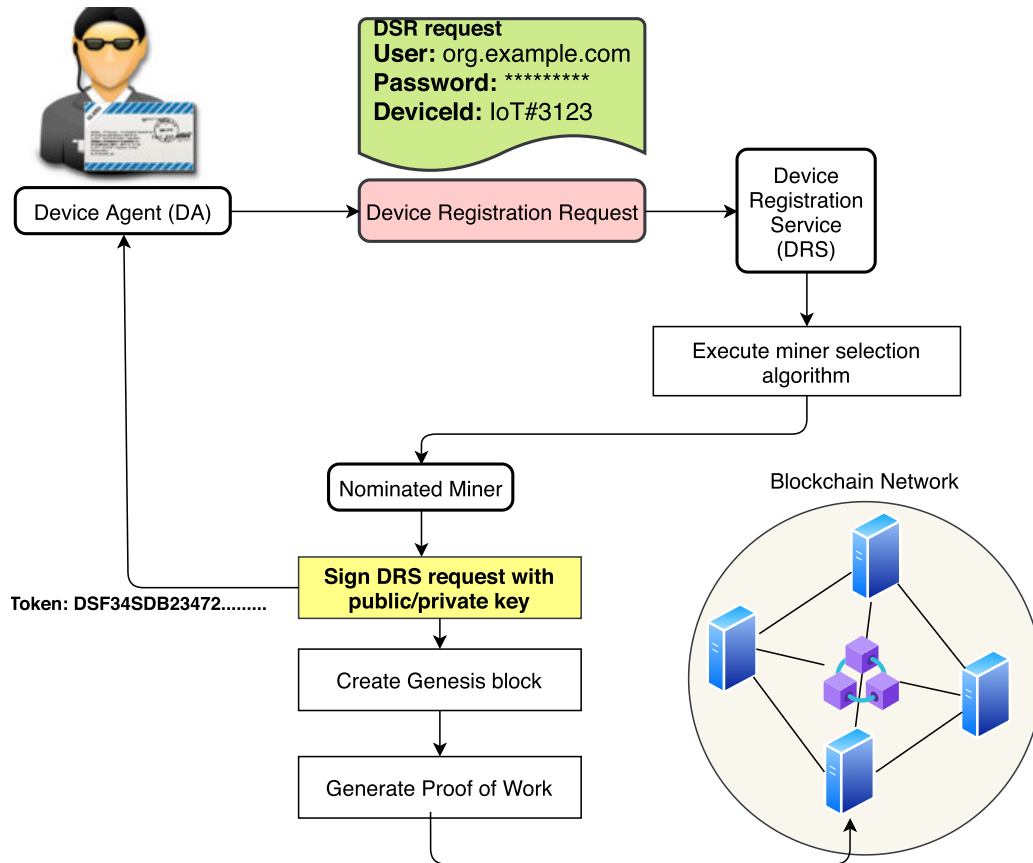 DSR request
User: org.example.com
Password: *********
DeviceId: IoT#3123
Device Agent (DA)
Device Registration Request
Device
Registration
Service
(DRS)
Execute miner selection
algorithm
Nominated Miner
Blockchain Network
Sign DRS request with
public/private key
Token: DSF34SDB23472.........
Create Genesis block
Generate Proof of Work